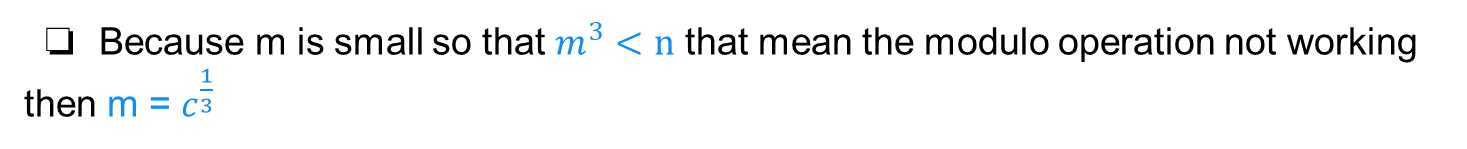 ❑ Because m is small so that m³ < n that mean the modulo operation not working
then m = c^(1/3)